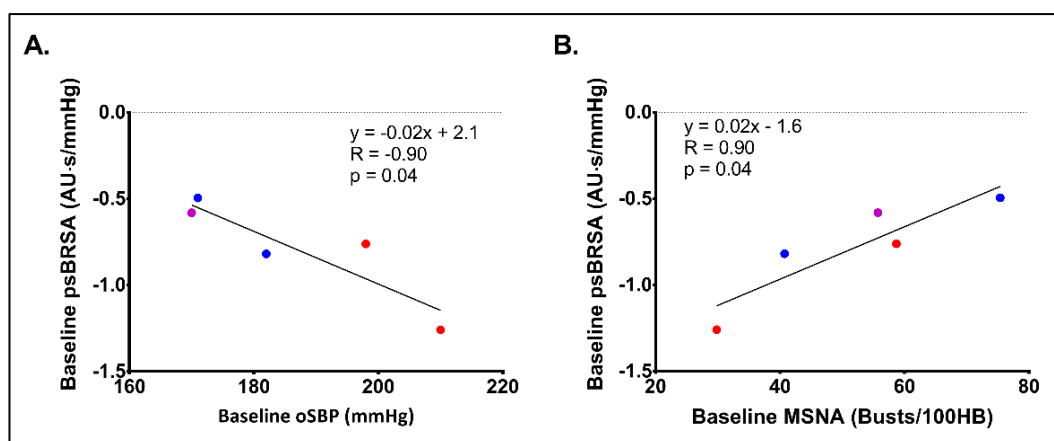 A.
Baseline psBRSA (AU·s/mmHg)
0.0
-0.5
-1.0
-1.5
y = -0.02x + 2.1
R = -0.90
p = 0.04
160
180
200
220
Baseline oSBP (mmHg)
B.
Baseline psBRSA (AU·s/mmHg)
0.0
-0.5
-1.0
-1.5
y = 0.02x - 1.6
R = 0.90
p = 0.04
20
40
60
80
Baseline MSNA (Busts/100HB)